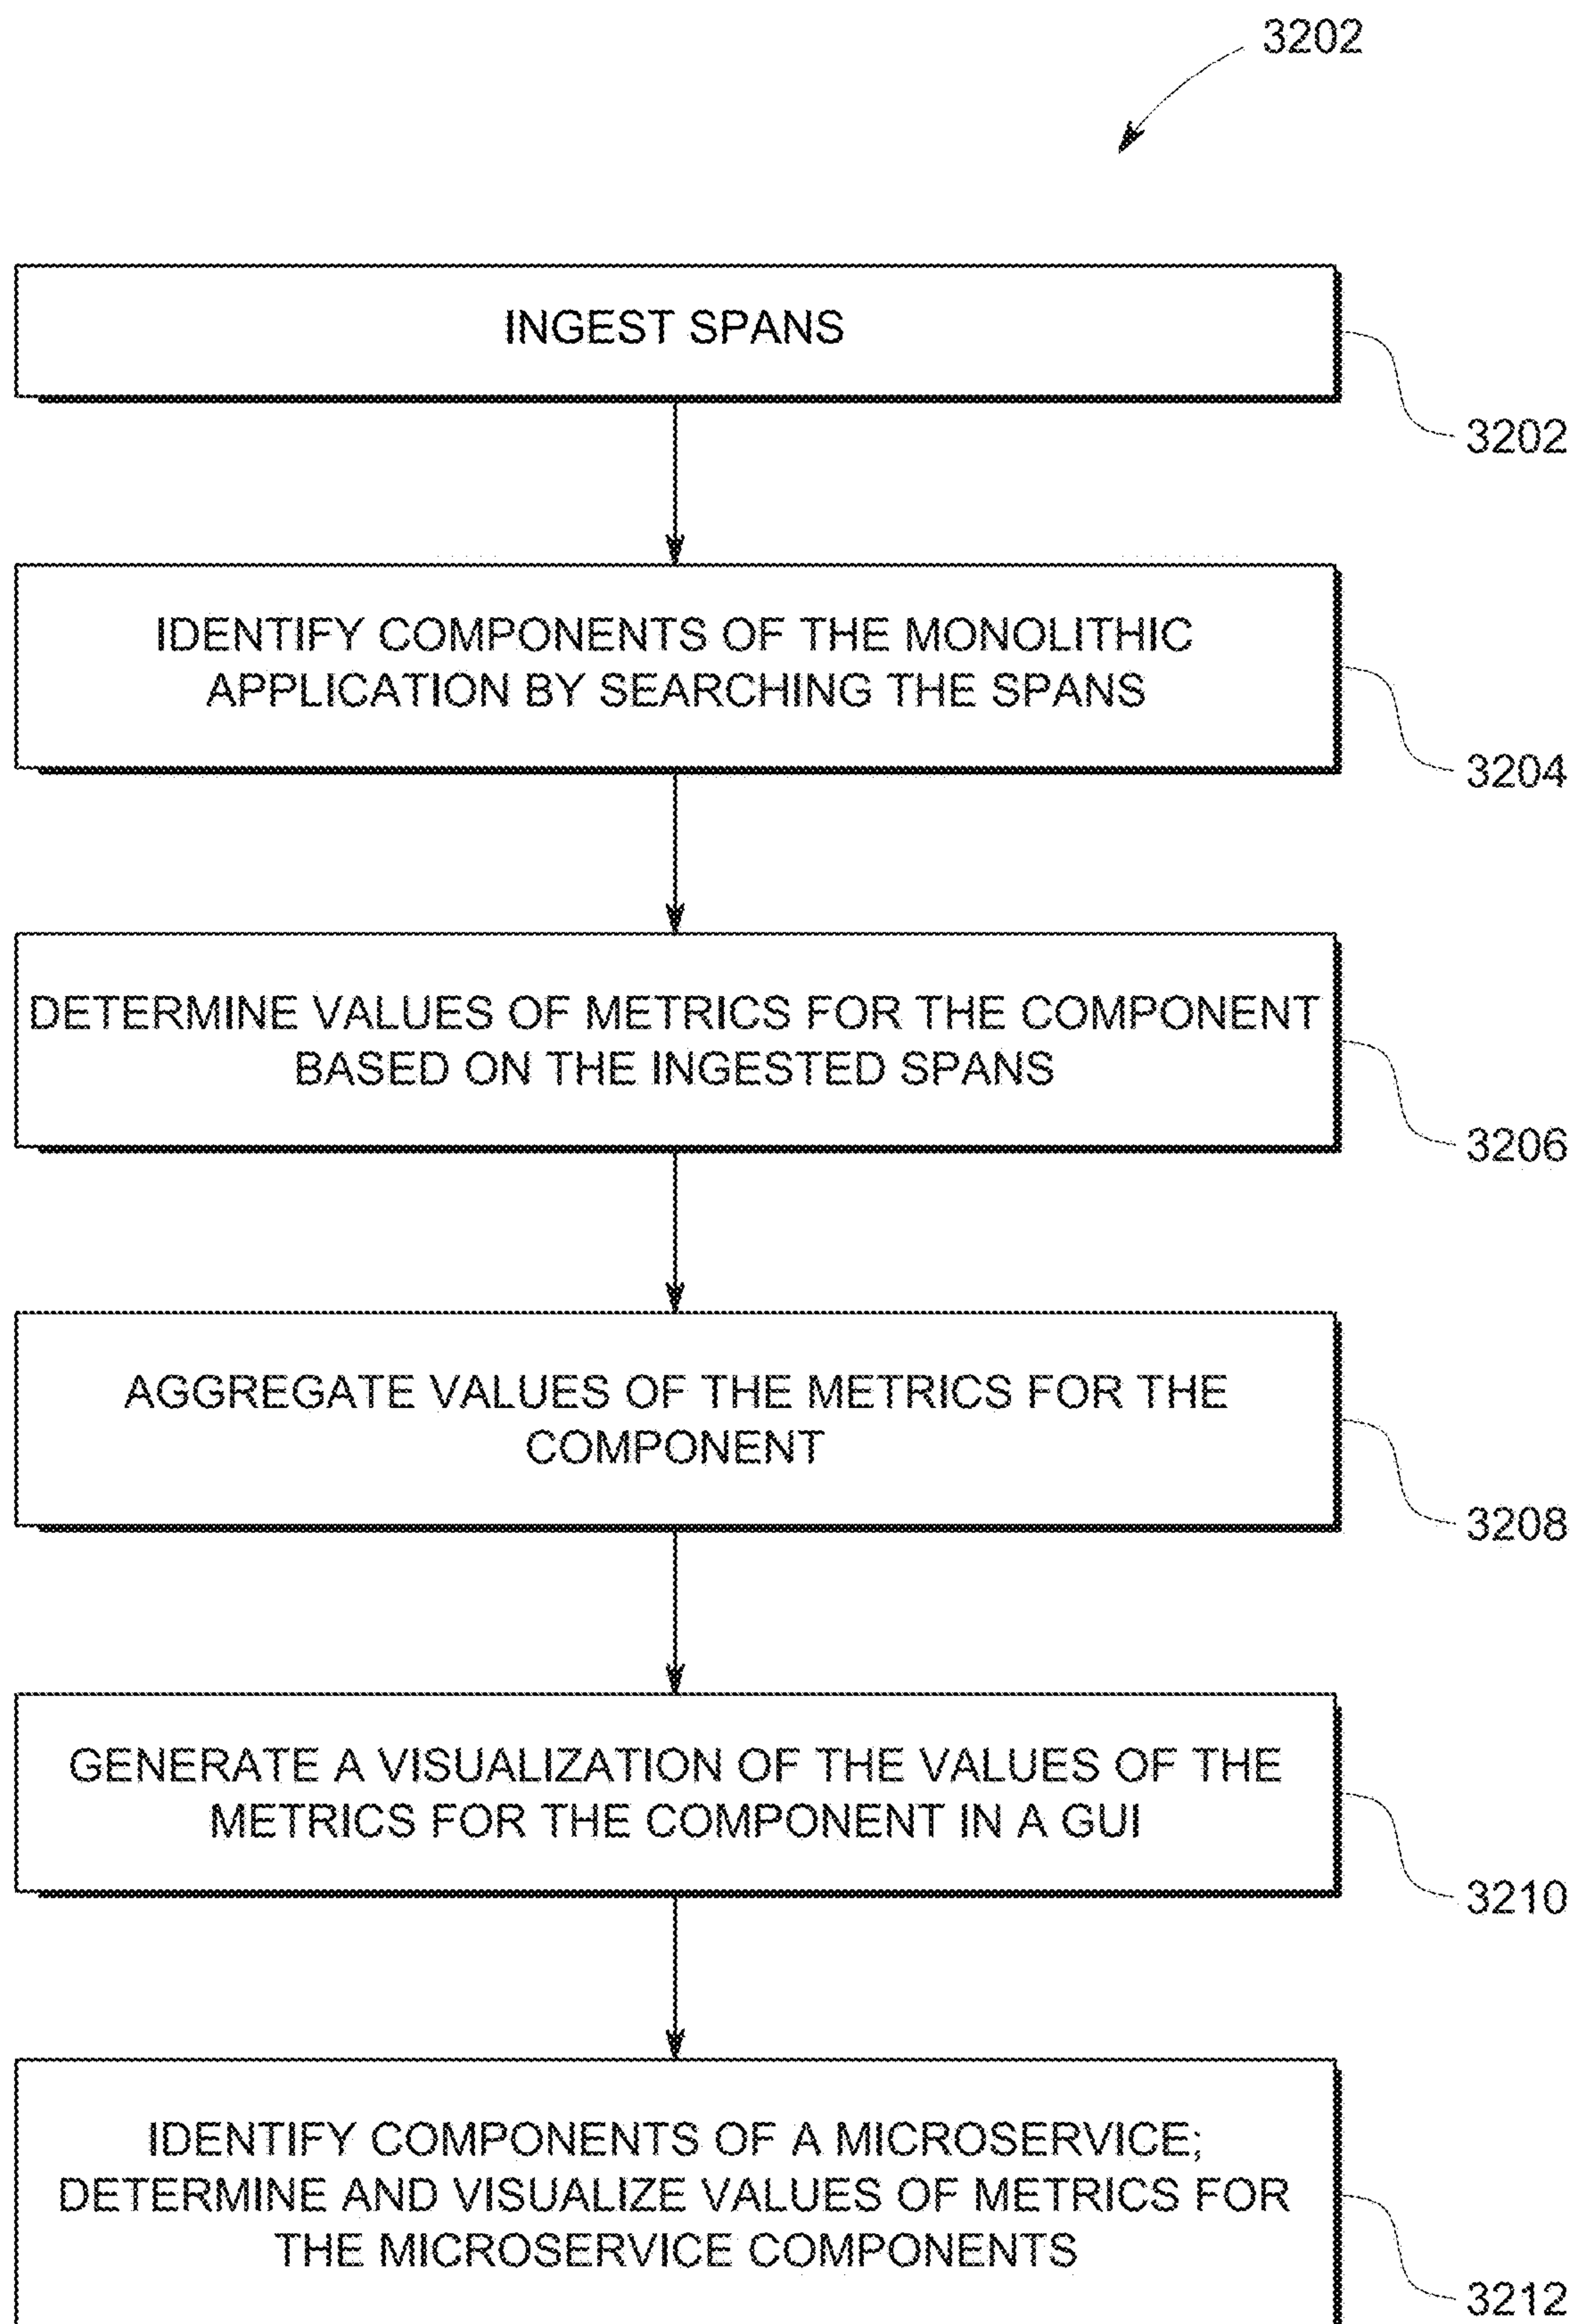 3202
INGEST SPANS
3202
IDENTIFY COMPONENTS OF THE MONOLITHIC
APPLICATION BY SEARCHING THE SPANS
3204
DETERMINE VALUES OF METRICS FOR THE COMPONENT
BASED ON THE INGESTED SPANS
3206
AGGREGATE VALUES OF THE METRICS FOR THE
COMPONENT
3208
GENERATE A VISUALIZATION OF THE VALUES OF THE
METRICS FOR THE COMPONENT IN A GUI
3210
IDENTIFY COMPONENTS OF A MICROSERVICE;
DETERMINE AND VISUALIZE VALUES OF METRICS FOR
THE MICROSERVICE COMPONENTS
3212